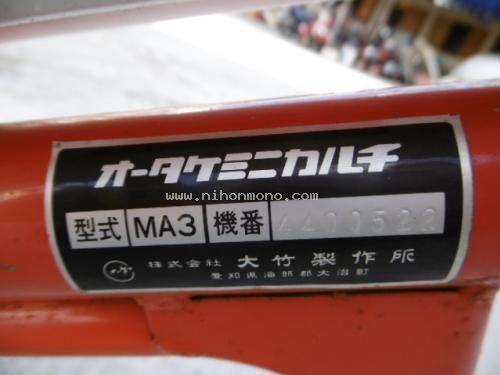 オータケミニカルチ
www.nihonmono.com
型式 MA3 機番 4400522
株式会社 大竹製作所
愛知県海部郡大治町